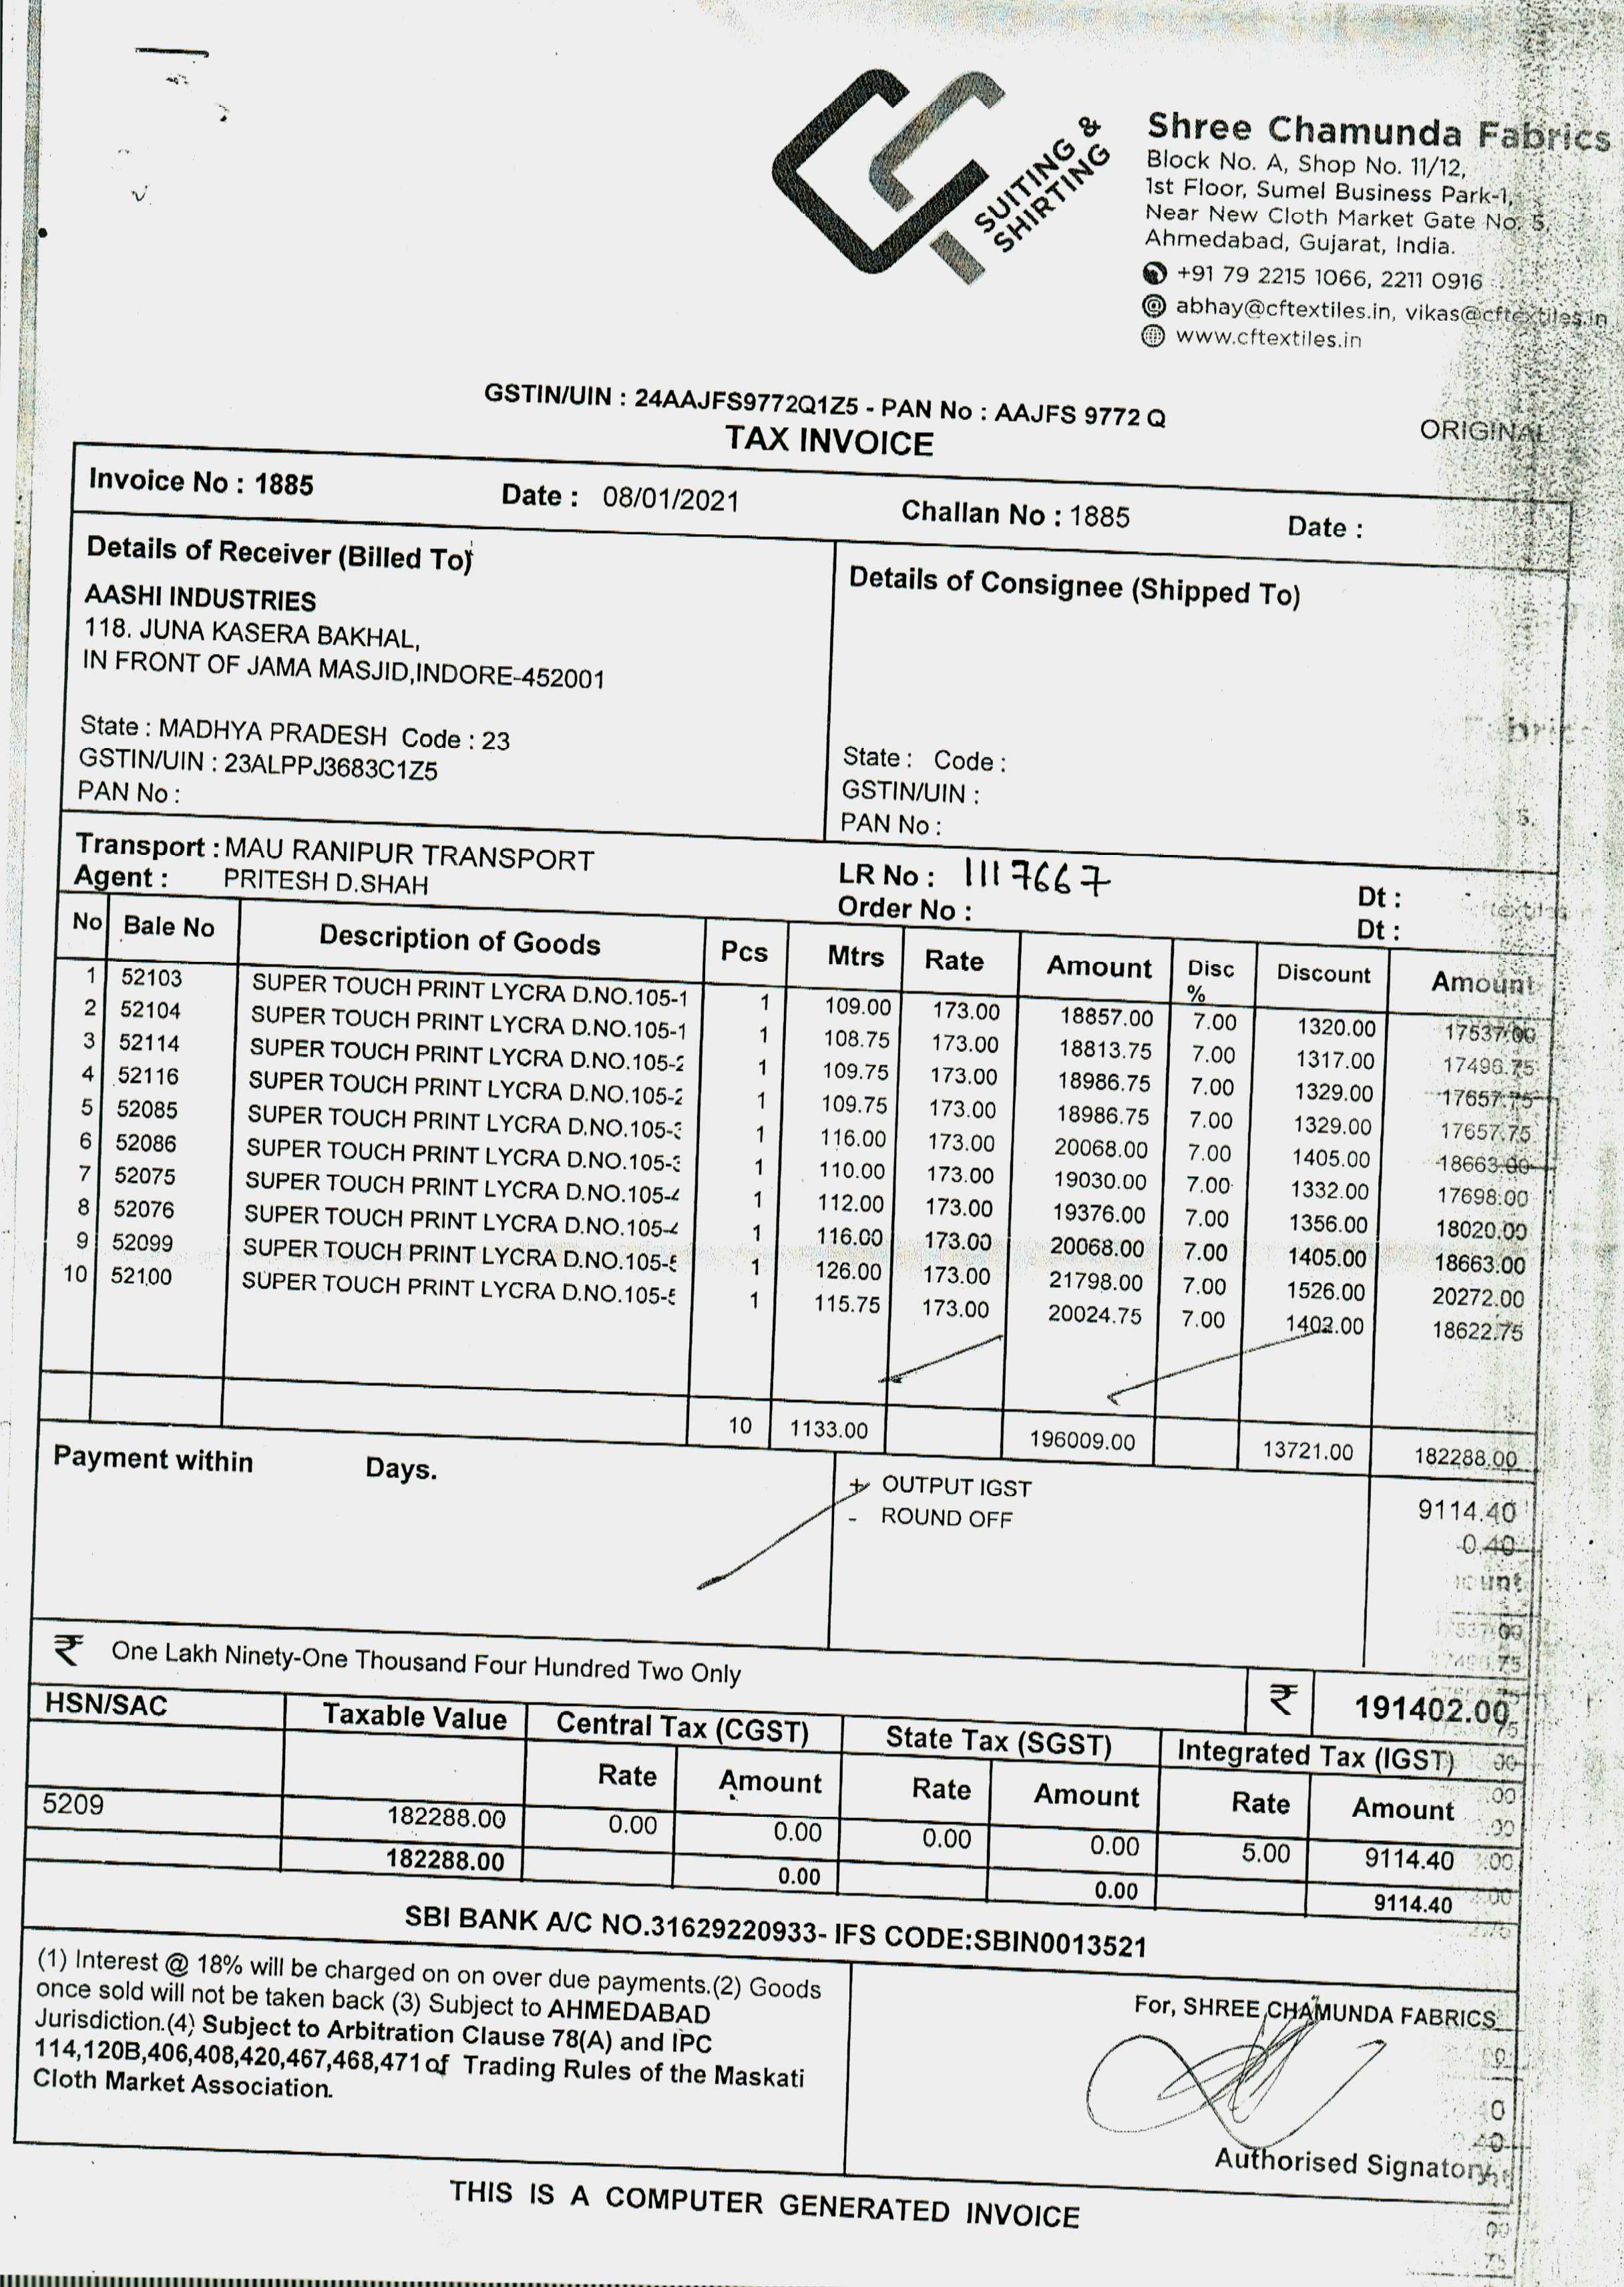 SUITING &
SHIRTING
Shree Chamunda Fabrics
Block No. A, Shop No. 11/12,
1st Floor, Sumel Business Park-1,
Near New Cloth Market Gate No. 5,
Ahmedabad, Gujarat, India.
+91 79 2215 1066, 2211 0916
abhay@cftextiles.in, vikas@cftextiles.in
www.cftextiles.in
GSTIN/UIN : 24AAJFS9772Q1Z5 - PAN No : AAJFS 9772 Q
TAX INVOICE
ORIGINAL
Invoice No : 1885 Date : 08/01/2021 Challan No : 1885 Date :
Details of Receiver (Billed To)
AASHI INDUSTRIES
118. JUNA KASERA BAKHAL,
IN FRONT OF JAMA MASJID,INDORE-452001
State : MADHYA PRADESH Code : 23
GSTIN/UIN : 23ALPPJ3683C1Z5
PAN No :
Details of Consignee (Shipped To)
State : Code :
GSTIN/UIN :
PAN No :
Transport : MAU RANIPUR TRANSPORT
Agent : PRITESH D.SHAH
LR No : 1117667 Dt :
Order No : Dt :
No Bale No Description of Goods Pcs Mtrs Rate Amount Disc % Discount Amount
1 52103 SUPER TOUCH PRINT LYCRA D.NO.105-1 1 109.00 173.00 18857.00 7.00 1320.00 17537.00
2 52104 SUPER TOUCH PRINT LYCRA D.NO.105-1 1 108.75 173.00 18813.75 7.00 1317.00 17496.75
3 52114 SUPER TOUCH PRINT LYCRA D.NO.105-2 1 109.75 173.00 18986.75 7.00 1329.00 17657.75
4 52116 SUPER TOUCH PRINT LYCRA D.NO.105-2 1 109.75 173.00 18986.75 7.00 1329.00 17657.75
5 52085 SUPER TOUCH PRINT LYCRA D.NO.105-3 1 116.00 173.00 20068.00 7.00 1405.00 18663.00
6 52086 SUPER TOUCH PRINT LYCRA D.NO.105-3 1 110.00 173.00 19030.00 7.00 1332.00 17698.00
7 52075 SUPER TOUCH PRINT LYCRA D.NO.105-4 1 112.00 173.00 19376.00 7.00 1356.00 18020.00
8 52076 SUPER TOUCH PRINT LYCRA D.NO.105-4 1 116.00 173.00 20068.00 7.00 1405.00 18663.00
9 52099 SUPER TOUCH PRINT LYCRA D.NO.105-5 1 126.00 173.00 21798.00 7.00 1526.00 20272.00
10 52100 SUPER TOUCH PRINT LYCRA D.NO.105-5 1 115.75 173.00 20024.75 7.00 1402.00 18622.75
10 1133.00 196009.00 13721.00 182288.00
Payment within Days.
+ OUTPUT IGST 9114.40
- ROUND OFF -0.40
₹ One Lakh Ninety-One Thousand Four Hundred Two Only ₹ 191402.00
HSN/SAC Taxable Value Central Tax (CGST) State Tax (SGST) Integrated Tax (IGST)
Rate Amount Rate Amount Rate Amount
5209 182288.00 0.00 0.00 0.00 0.00 5.00 9114.40
182288.00 0.00 0.00 9114.40
SBI BANK A/C NO.31629220933- IFS CODE:SBIN0013521
(1) Interest @ 18% will be charged on on over due payments.(2) Goods
once sold will not be taken back (3) Subject to AHMEDABAD
Jurisdiction.(4) Subject to Arbitration Clause 78(A) and IPC
114,120B,406,408,420,467,468,471 of Trading Rules of the Maskati
Cloth Market Association.
For, SHREE CHAMUNDA FABRICS
Authorised Signatory
THIS IS A COMPUTER GENERATED INVOICE